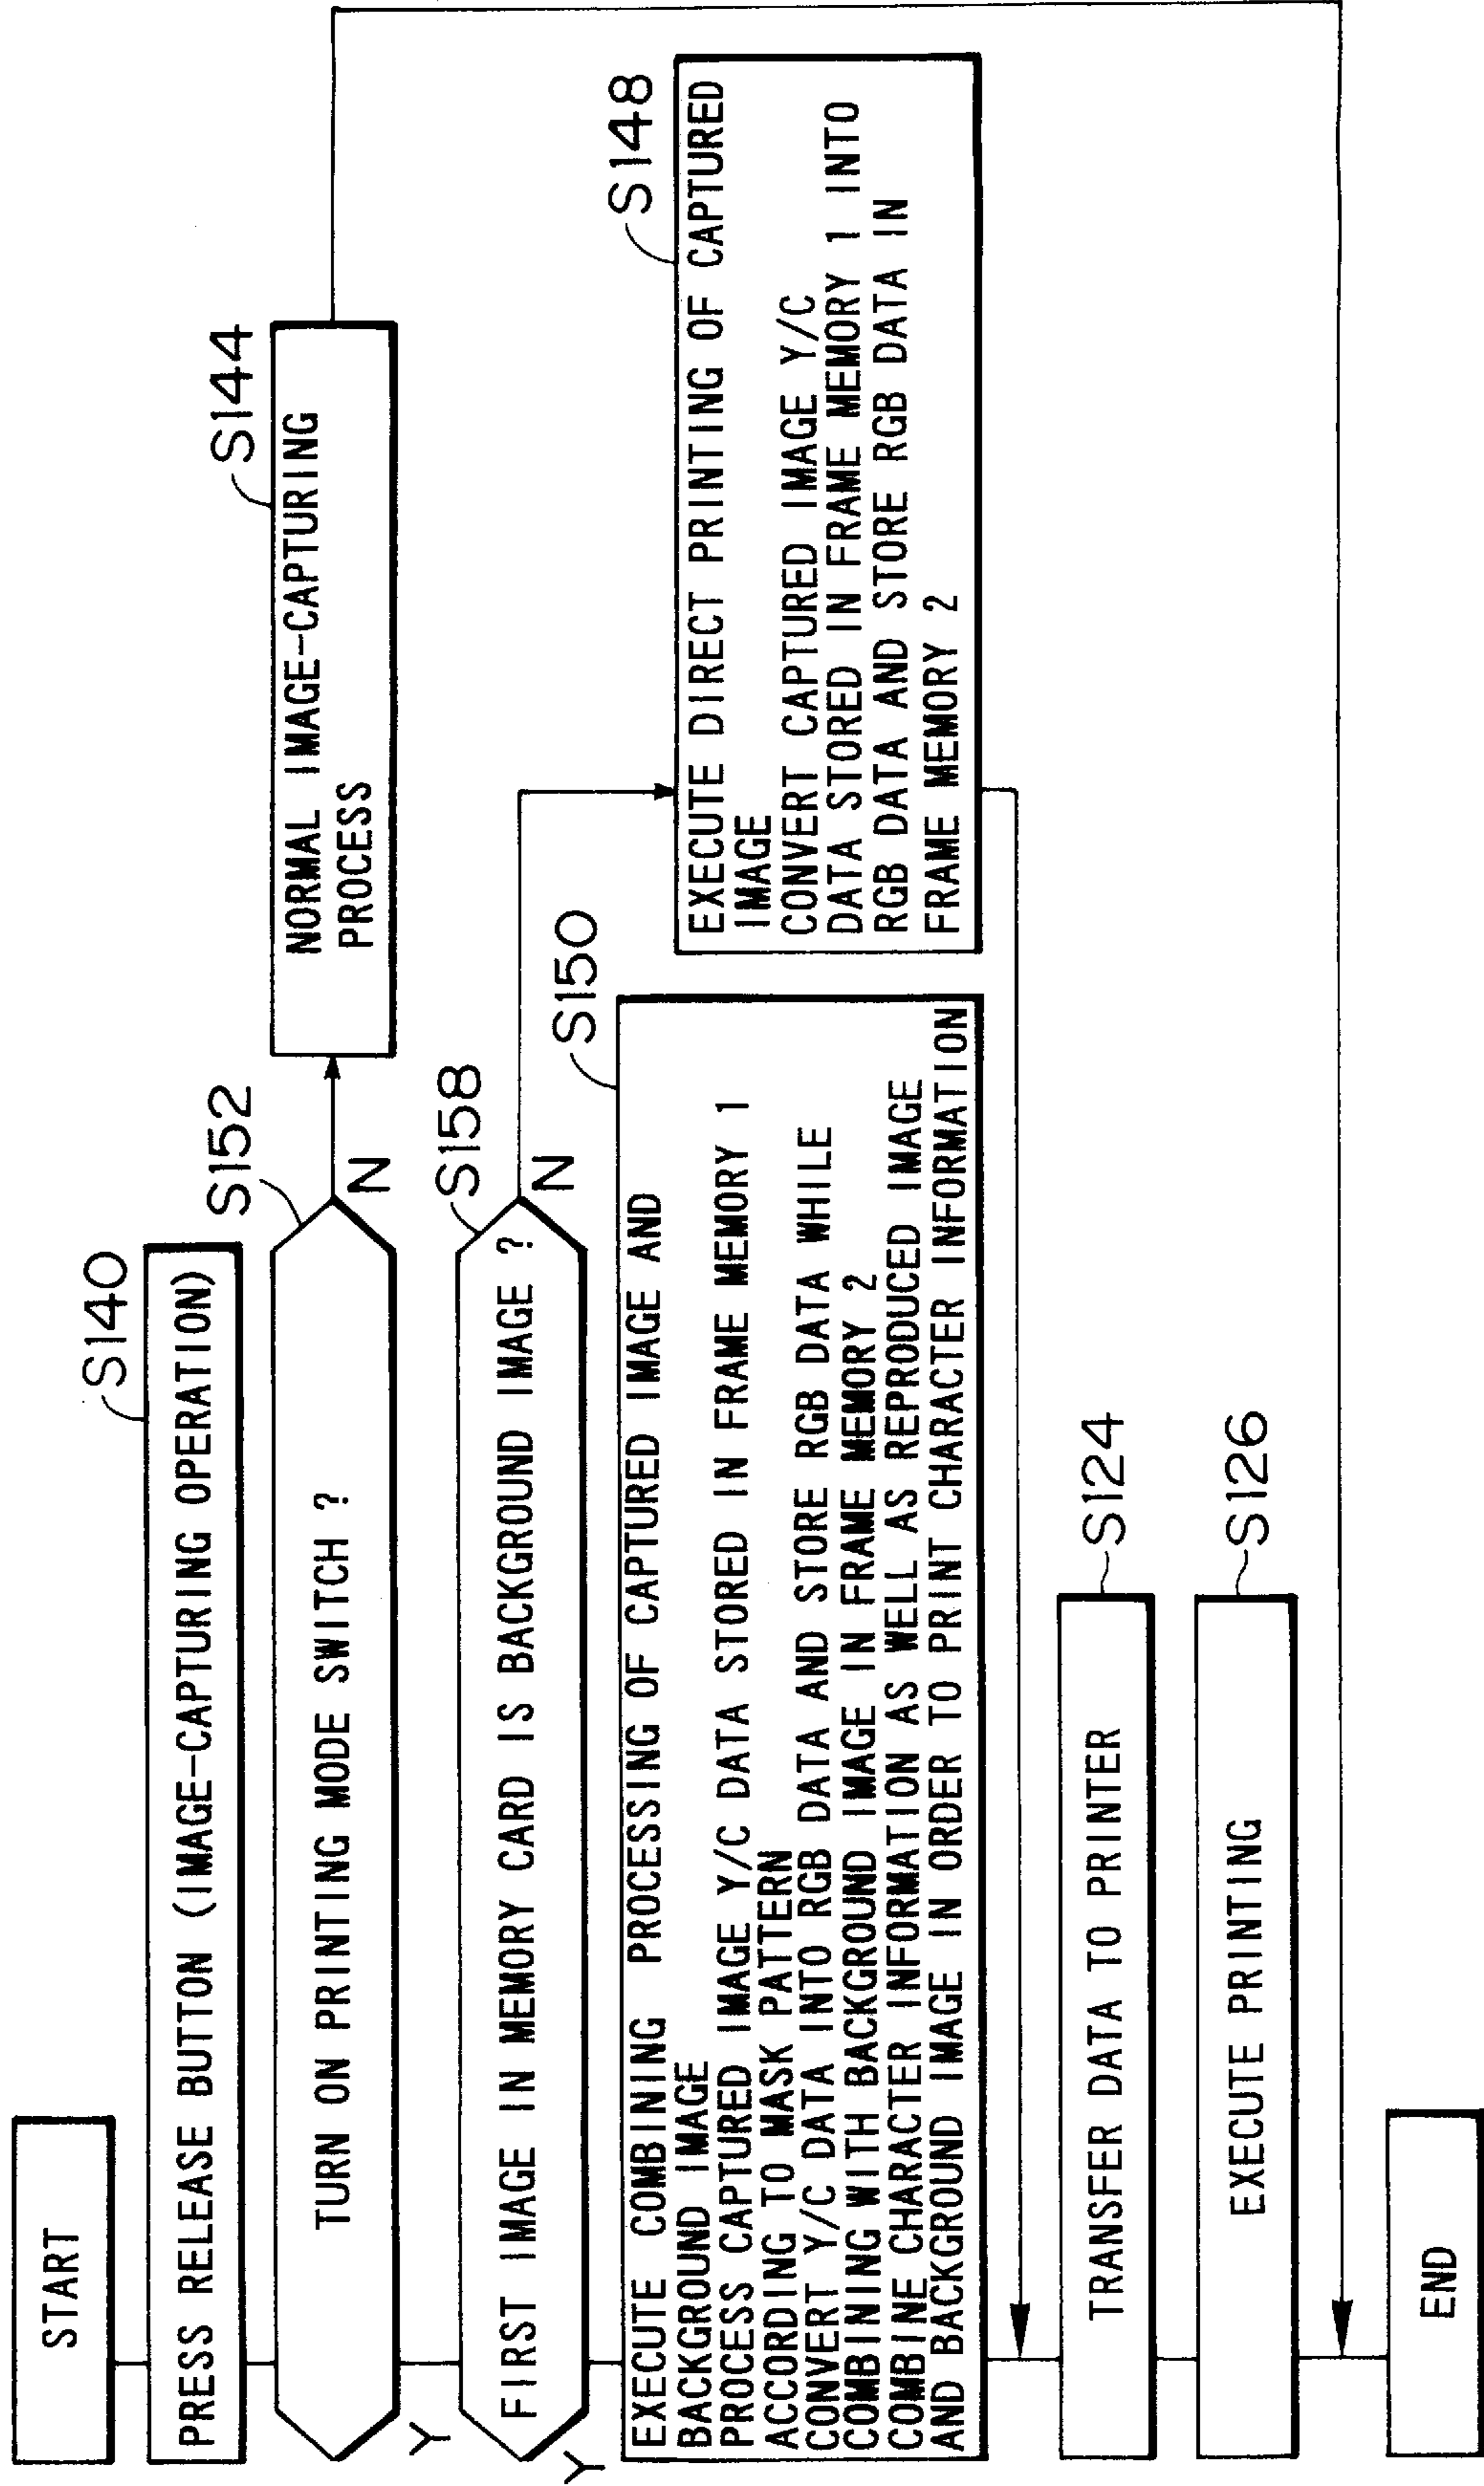 START
S140
PRESS RELEASE BUTTON (IMAGE-CAPTURING OPERATION)
S152
TURN ON PRINTING MODE SWITCH ?
N
Y
S144
NORMAL IMAGE-CAPTURING
PROCESS
S158
FIRST IMAGE IN MEMORY CARD IS BACKGROUND IMAGE ?
N
Y
S150
EXECUTE COMBINING PROCESSING OF CAPTURED IMAGE AND
BACKGROUND IMAGE
PROCESS CAPTURED IMAGE Y/C DATA STORED IN FRAME MEMORY 1
ACCORDING TO MASK PATTERN
CONVERT Y/C DATA INTO RGB DATA AND STORE RGB DATA WHILE
COMBINING WITH BACKGROUND IMAGE IN FRAME MEMORY 2
COMBINE CHARACTER INFORMATION AS WELL AS REPRODUCED IMAGE
AND BACKGROUND IMAGE IN ORDER TO PRINT CHARACTER INFORMATION
S148
EXECUTE DIRECT PRINTING OF CAPTURED
IMAGE
CONVERT CAPTURED IMAGE Y/C
DATA STORED IN FRAME MEMORY 1 INTO
RGB DATA AND STORE RGB DATA IN
FRAME MEMORY 2
TRANSFER DATA TO PRINTER
S124
EXECUTE PRINTING
S126
END